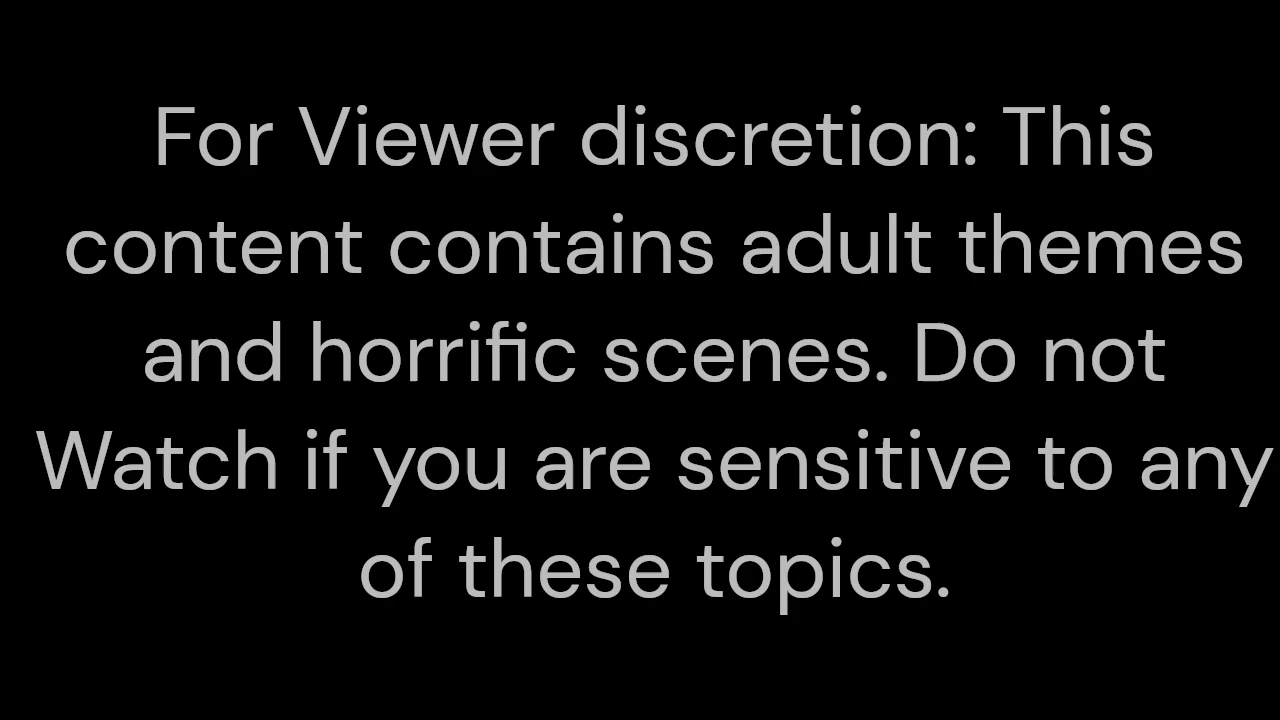 For Viewer discretion: This
content contains adult themes
and horrific scenes. Do not
Watch if you are sensitive to any
of these topics.